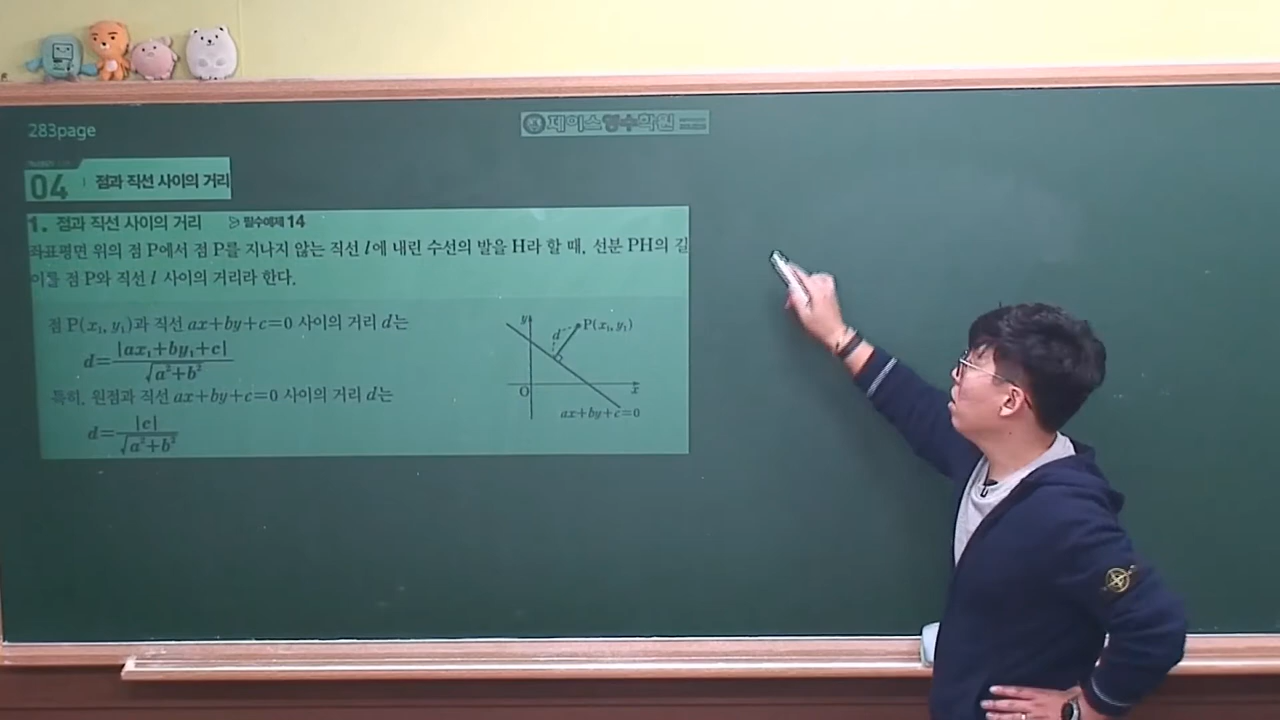 283page
제이스영수학원
04 점과 직선 사이의 거리
1. 점과 직선 사이의 거리 필수예제 14
좌표평면 위의 점 P에서 점 P를 지나지 않는 직선 l에 내린 수선의 발을 H라 할 때, 선분 PH의 길
이를 점 P와 직선 l 사이의 거리라 한다.
점 P(x₁, y₁)과 직선 ax+by+c=0 사이의 거리 d는
d=|ax₁+by₁+c|/√(a²+b²)
특히, 원점과 직선 ax+by+c=0 사이의 거리 d는
d=|c|/√(a²+b²)
y
d
P(x₁, y₁)
O
x
ax+by+c=0